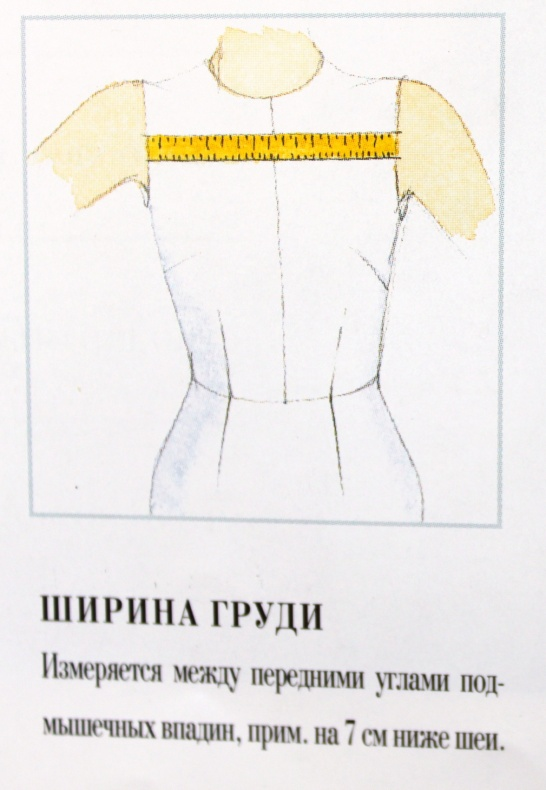 ШИРИНА ГРУДИ
Измеряется между передними углами под-
мышечных впадин, прим. на 7 см ниже шеи.